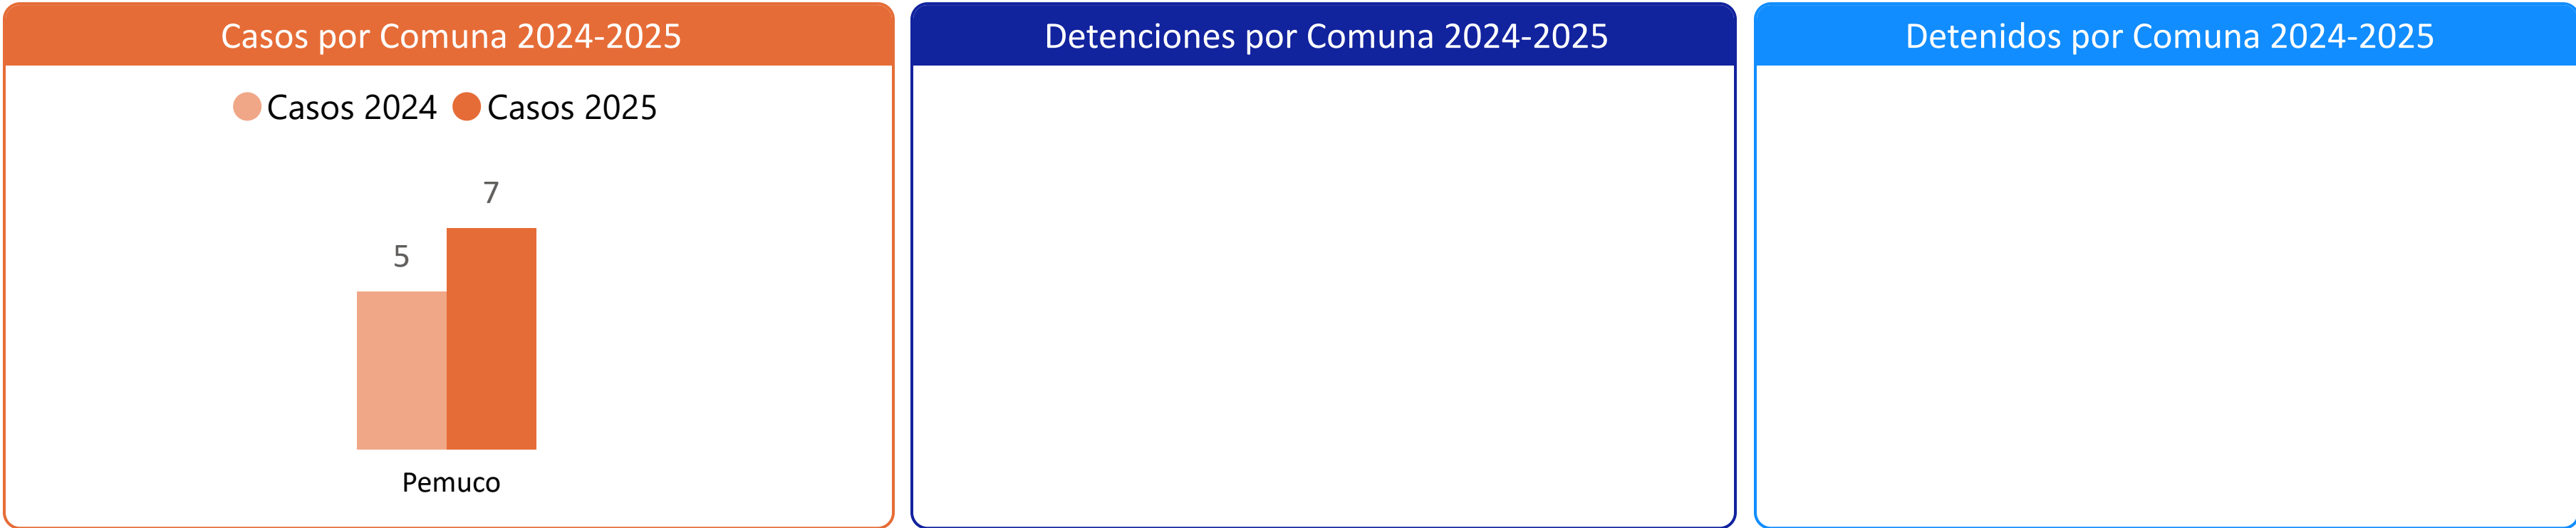 Casos por Comuna 2024-2025
Casos 2024 Casos 2025
7
5
Pemuco
Detenciones por Comuna 2024-2025
Detenidos por Comuna 2024-2025